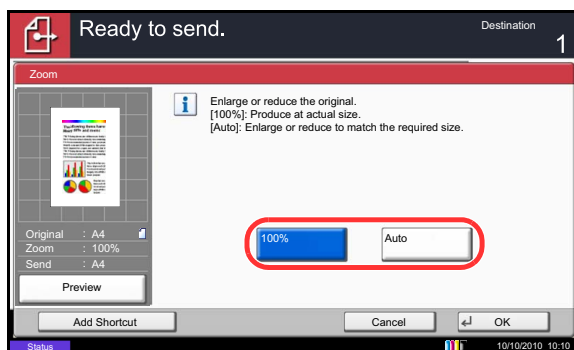 Ready to send.
Destination
1
Zoom
Enlarge or reduce the original.
[100%]: Produce at actual size.
[Auto]: Enlarge or reduce to match the required size.
Original : A4
Zoom : 100%
Send : A4
100%
Auto
Preview
Add Shortcut
Cancel
OK
Status
10/10/2010 10:10